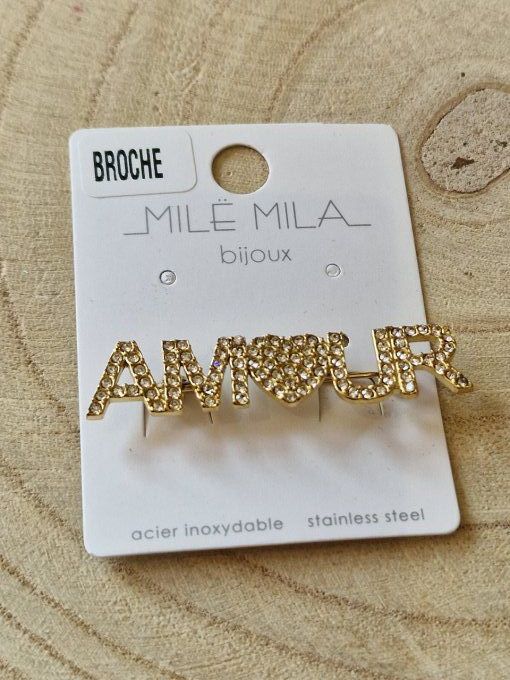 BROCHE
MILË MILA
bijoux
AM♥UR
acier inoxydable stainless steel